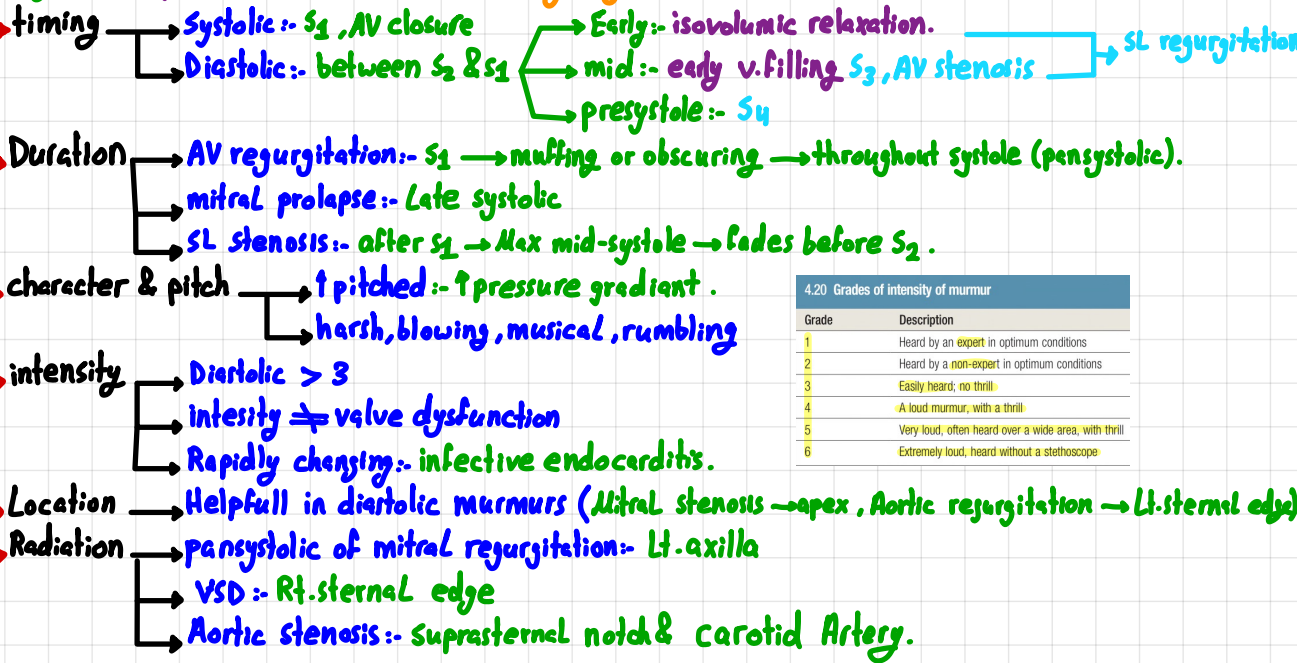 timing Systolic:- S1, AV closure Early:- isovolumic relaxation.
Diastolic:- between S2 & S1 mid:- early v.filling S3, AV stenosis SL regurgitation
presystole:- S4
Duration AV regurgitation:- S1 → muffing or obscuring → throughout systole (pansystolic).
mitral prolapse:- Late systolic
SL stenosis:- after S1 → Max mid-systole → fades before S2.
character & pitch ↑ pitched:- ↑ pressure gradiant.
harsh, blowing, musical, rumbling
4.20 Grades of intensity of murmur
Grade Description
1 Heard by an expert in optimum conditions
2 Heard by a non-expert in optimum conditions
3 Easily heard; no thrill
4 A loud murmur, with a thrill
5 Very loud, often heard over a wide area, with thrill
6 Extremely loud, heard without a stethoscope
intensity Diastolic > 3
intesity ≠ valve dysfunction
Rapidly changing:- infective endocarditis.
Location → Helpfull in diastolic murmurs (Mitral stenosis → apex, Aortic regurgitation → Lt.sternal edge)
Radiation pansystolic of mitral regurgitation:- Lt.axilla
VSD:- Rt.sternal edge
Aortic stenosis:- suprasternal notch & carotid Artery.